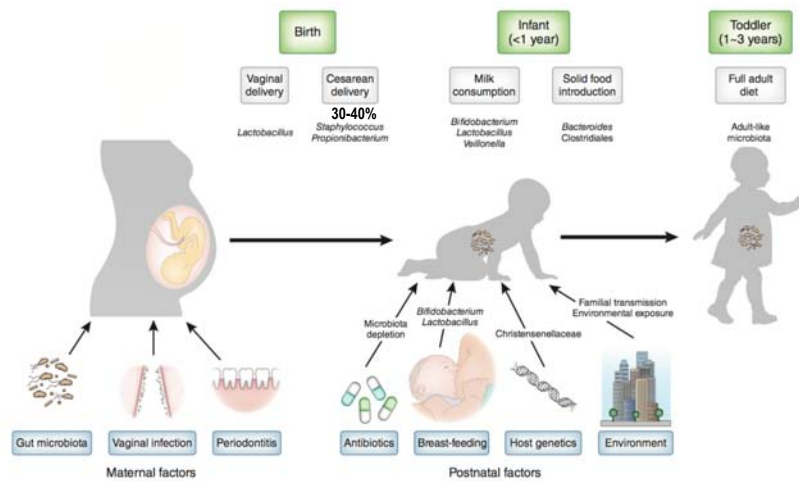 Birth
Infant
(<1 year)
Toddler
(1~3 years)
Vaginal
delivery
Cesarean
delivery
Milk
consumption
Solid food
introduction
Full adult
diet
30-40%
Lactobacillus
Staphylococcus
Propionibacterium
Bifidobacterium
Lactobacillus
Veillonella
Bacteroides
Clostridiales
Adult-like
microbiota
Microbiota
depletion
Bifidobacterium
Lactobacillus
Christensenellaceae
Familial transmission
Environmental exposure
Gut microbiota
Vaginal infection
Periodontitis
Antibiotics
Breast-feeding
Host genetics
Environment
Maternal factors
Postnatal factors